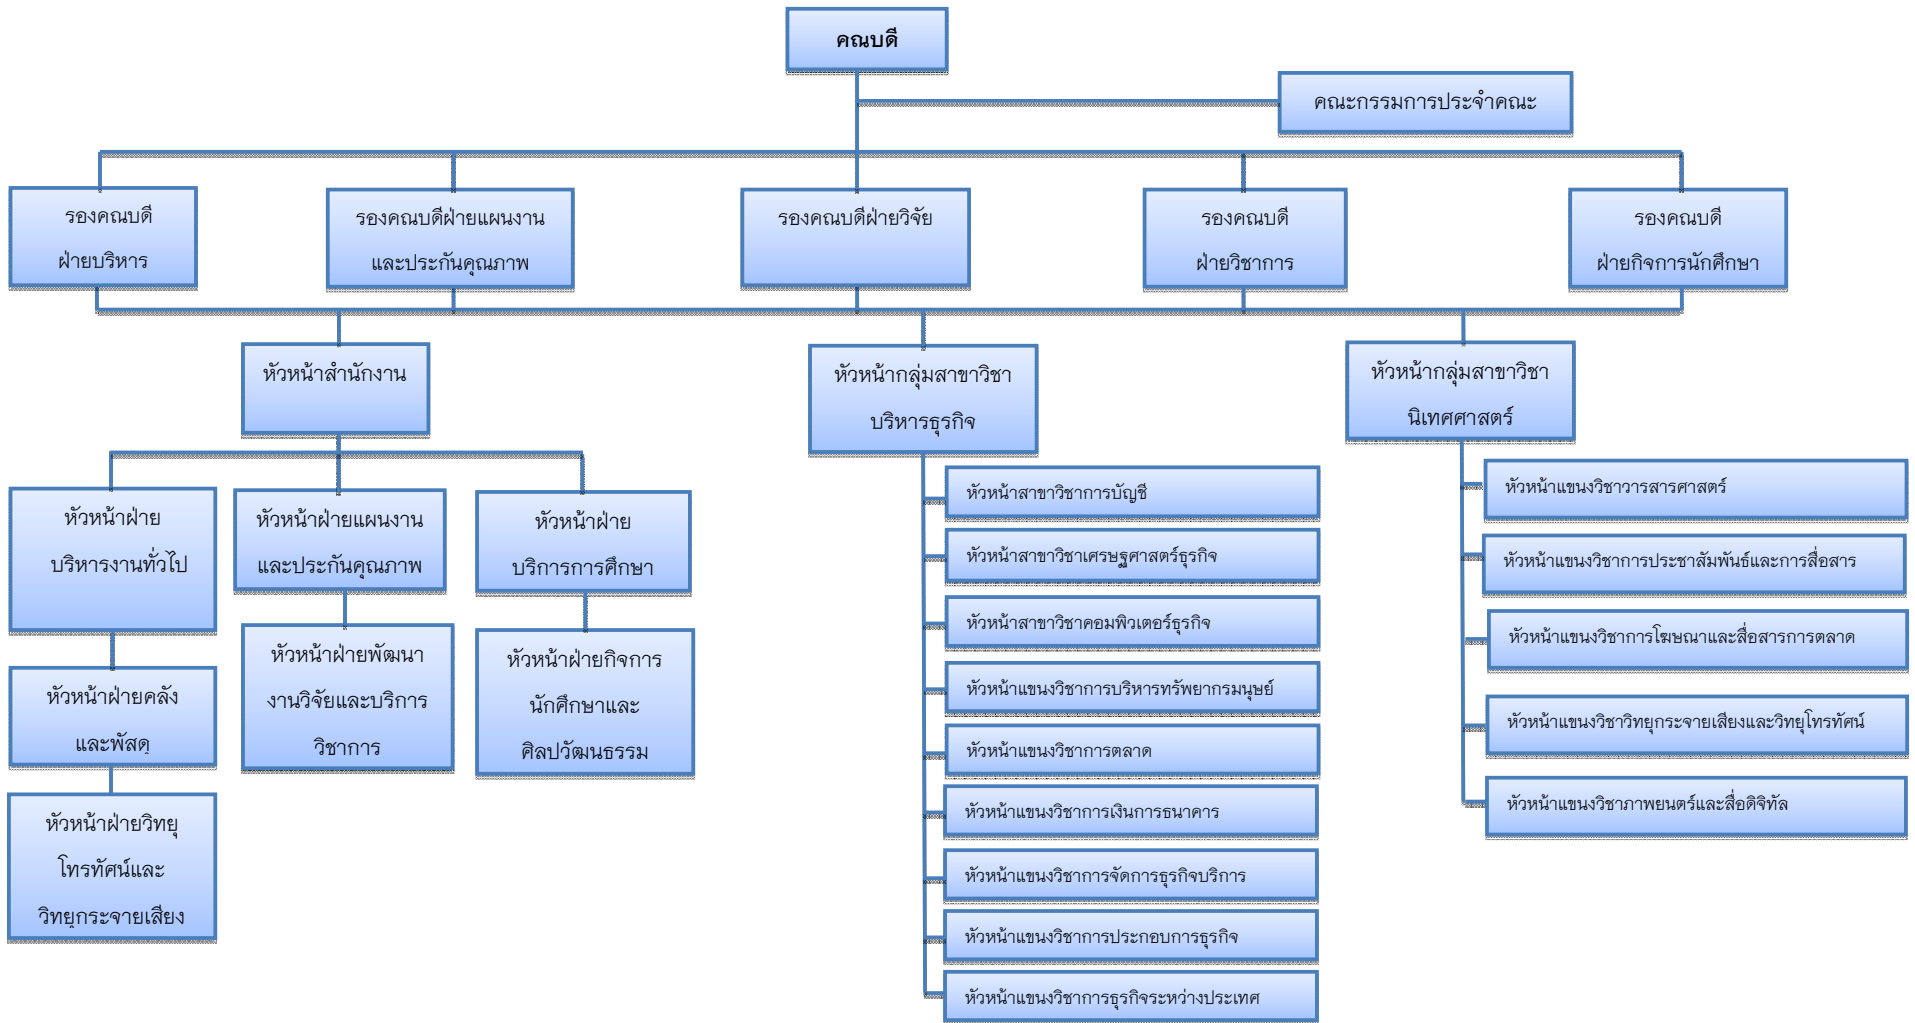 คณบดี
คณะกรรมการประจำคณะ
รองคณบดี
ฝ่ายบริหาร
รองคณบดีฝ่ายแผนงาน
และประกันคุณภาพ
รองคณบดีฝ่ายวิจัย
รองคณบดี
ฝ่ายวิชาการ
รองคณบดี
ฝ่ายกิจการนักศึกษา
หัวหน้าสำนักงาน
หัวหน้ากลุ่มสาขาวิชา
บริหารธุรกิจ
หัวหน้ากลุ่มสาขาวิชา
นิเทศศาสตร์
หัวหน้าฝ่าย
บริหารงานทั่วไป
หัวหน้าฝ่ายคลัง
และพัสดุ
หัวหน้าฝ่ายวิทยุ
โทรทัศน์และ
วิทยุกระจายเสียง
หัวหน้าฝ่ายแผนงาน
และประกันคุณภาพ
หัวหน้าฝ่ายพัฒนา
งานวิจัยและบริการ
วิชาการ
หัวหน้าฝ่าย
บริการการศึกษา
หัวหน้าฝ่ายกิจการ
นักศึกษาและ
ศิลปวัฒนธรรม
หัวหน้าสาขาวิชาการบัญชี
หัวหน้าสาขาวิชาเศรษฐศาสตร์ธุรกิจ
หัวหน้าสาขาวิชาคอมพิวเตอร์ธุรกิจ
หัวหน้าแขนงวิชาการบริหารทรัพยากรมนุษย์
หัวหน้าแขนงวิชาการตลาด
หัวหน้าแขนงวิชาการเงินการธนาคาร
หัวหน้าแขนงวิชาการจัดการธุรกิจบริการ
หัวหน้าแขนงวิชาการประกอบการธุรกิจ
หัวหน้าแขนงวิชาการธุรกิจระหว่างประเทศ
หัวหน้าแขนงวิชาวารสารศาสตร์
หัวหน้าแขนงวิชาการประชาสัมพันธ์และการสื่อสาร
หัวหน้าแขนงวิชาการโฆษณาและสื่อสารการตลาด
หัวหน้าแขนงวิชาวิทยุกระจายเสียงและวิทยุโทรทัศน์
หัวหน้าแขนงวิชาภาพยนตร์และสื่อดิจิทัล